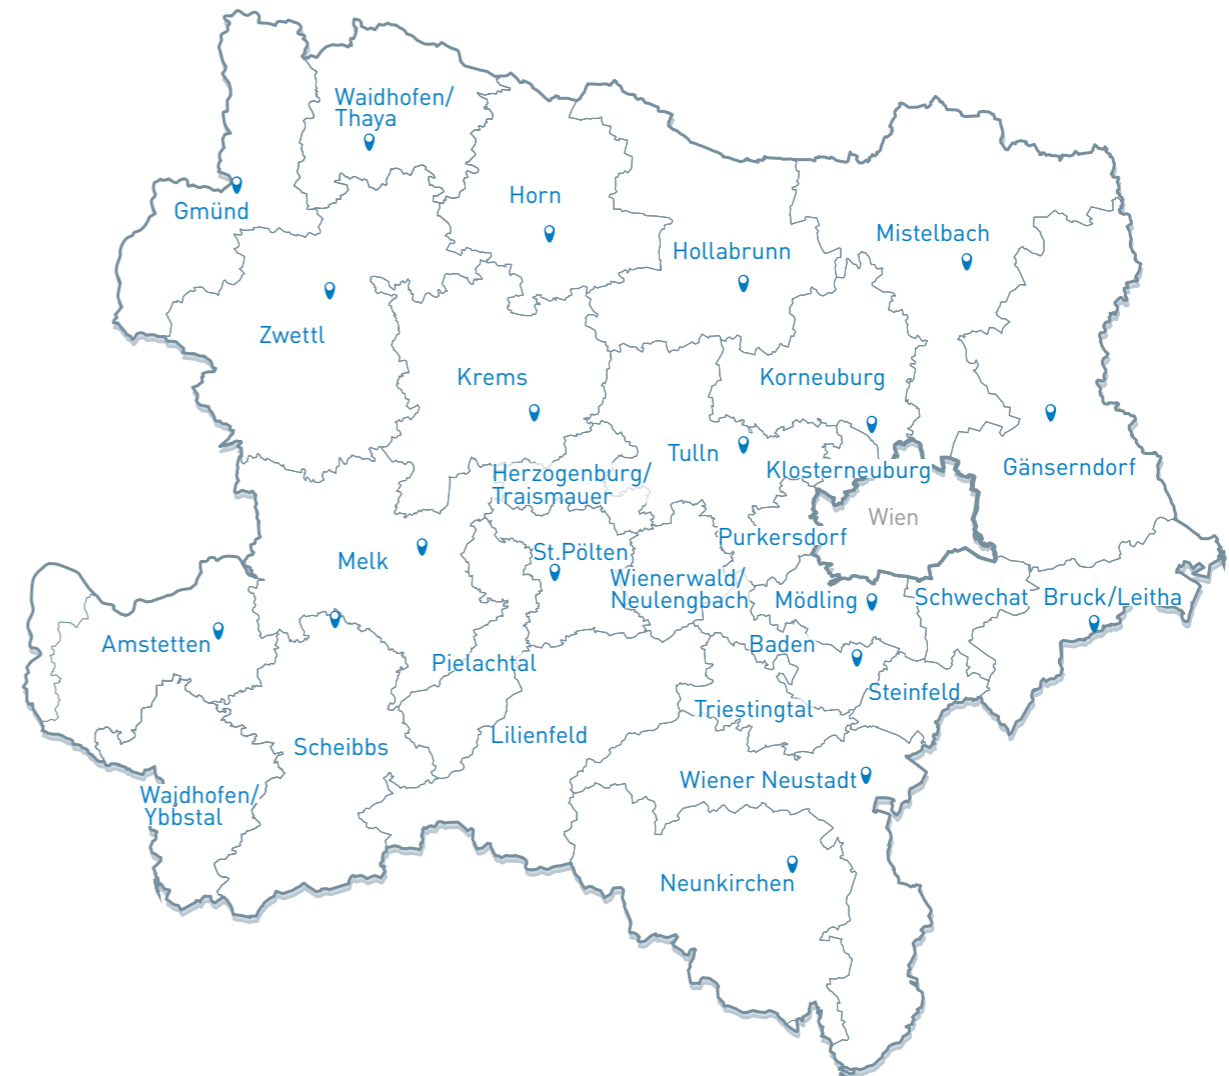 Waidhofen/
Thaya
Horn
Gmünd
Mistelbach
Hollabrunn
Zwettl
Krems
Korneuburg
Tulln
Klosterneuburg
Gänserndorf
Herzogenburg/
Traismauer
Wien
Purkersdorf
St.Pölten
Melk
Wienerwald/
Neulengbach
Mödling
Schwechat
Bruck/Leitha
Amstetten
Baden
Pielachtal
Steinfeld
Triestingtal
Lilienfeld
Scheibbs
Wiener Neustadt
Waidhofen/
Ybbstal
Neunkirchen